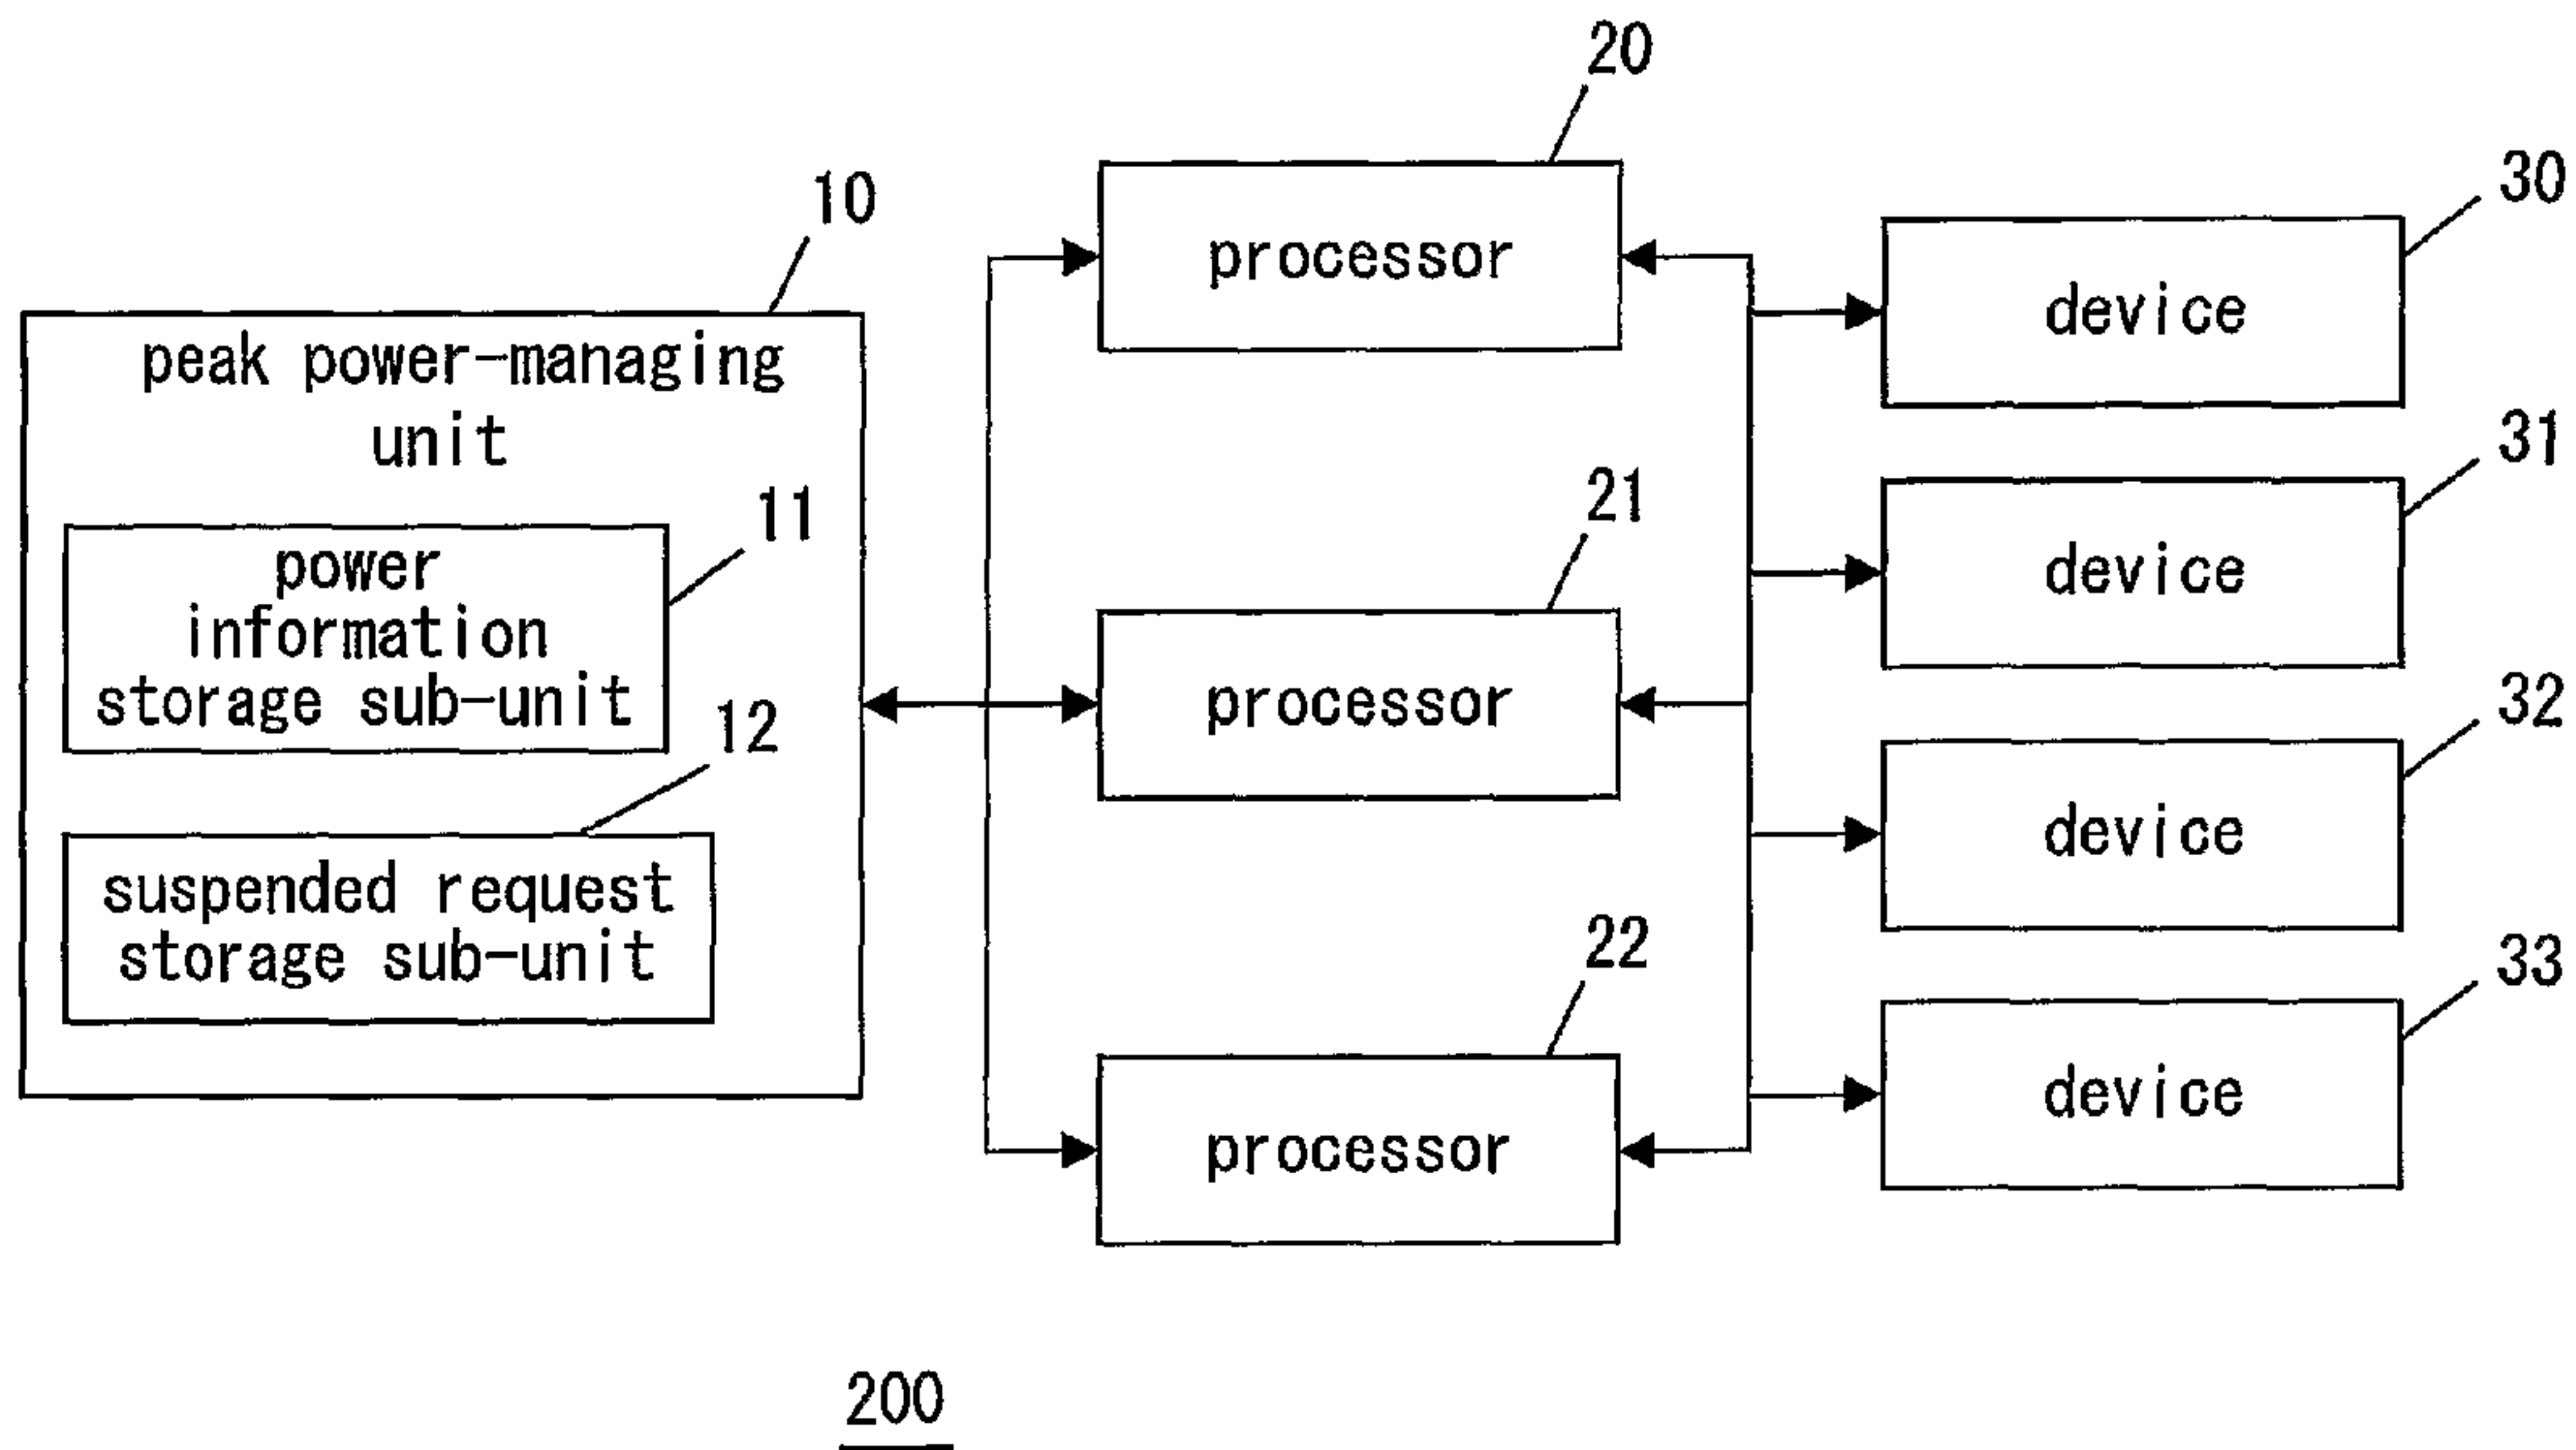 20
10
processor
30
device
peak power-managing
unit
11
power
information
storage sub-unit
21
processor
31
device
12
suspended request
storage sub-unit
32
device
22
processor
33
device
200